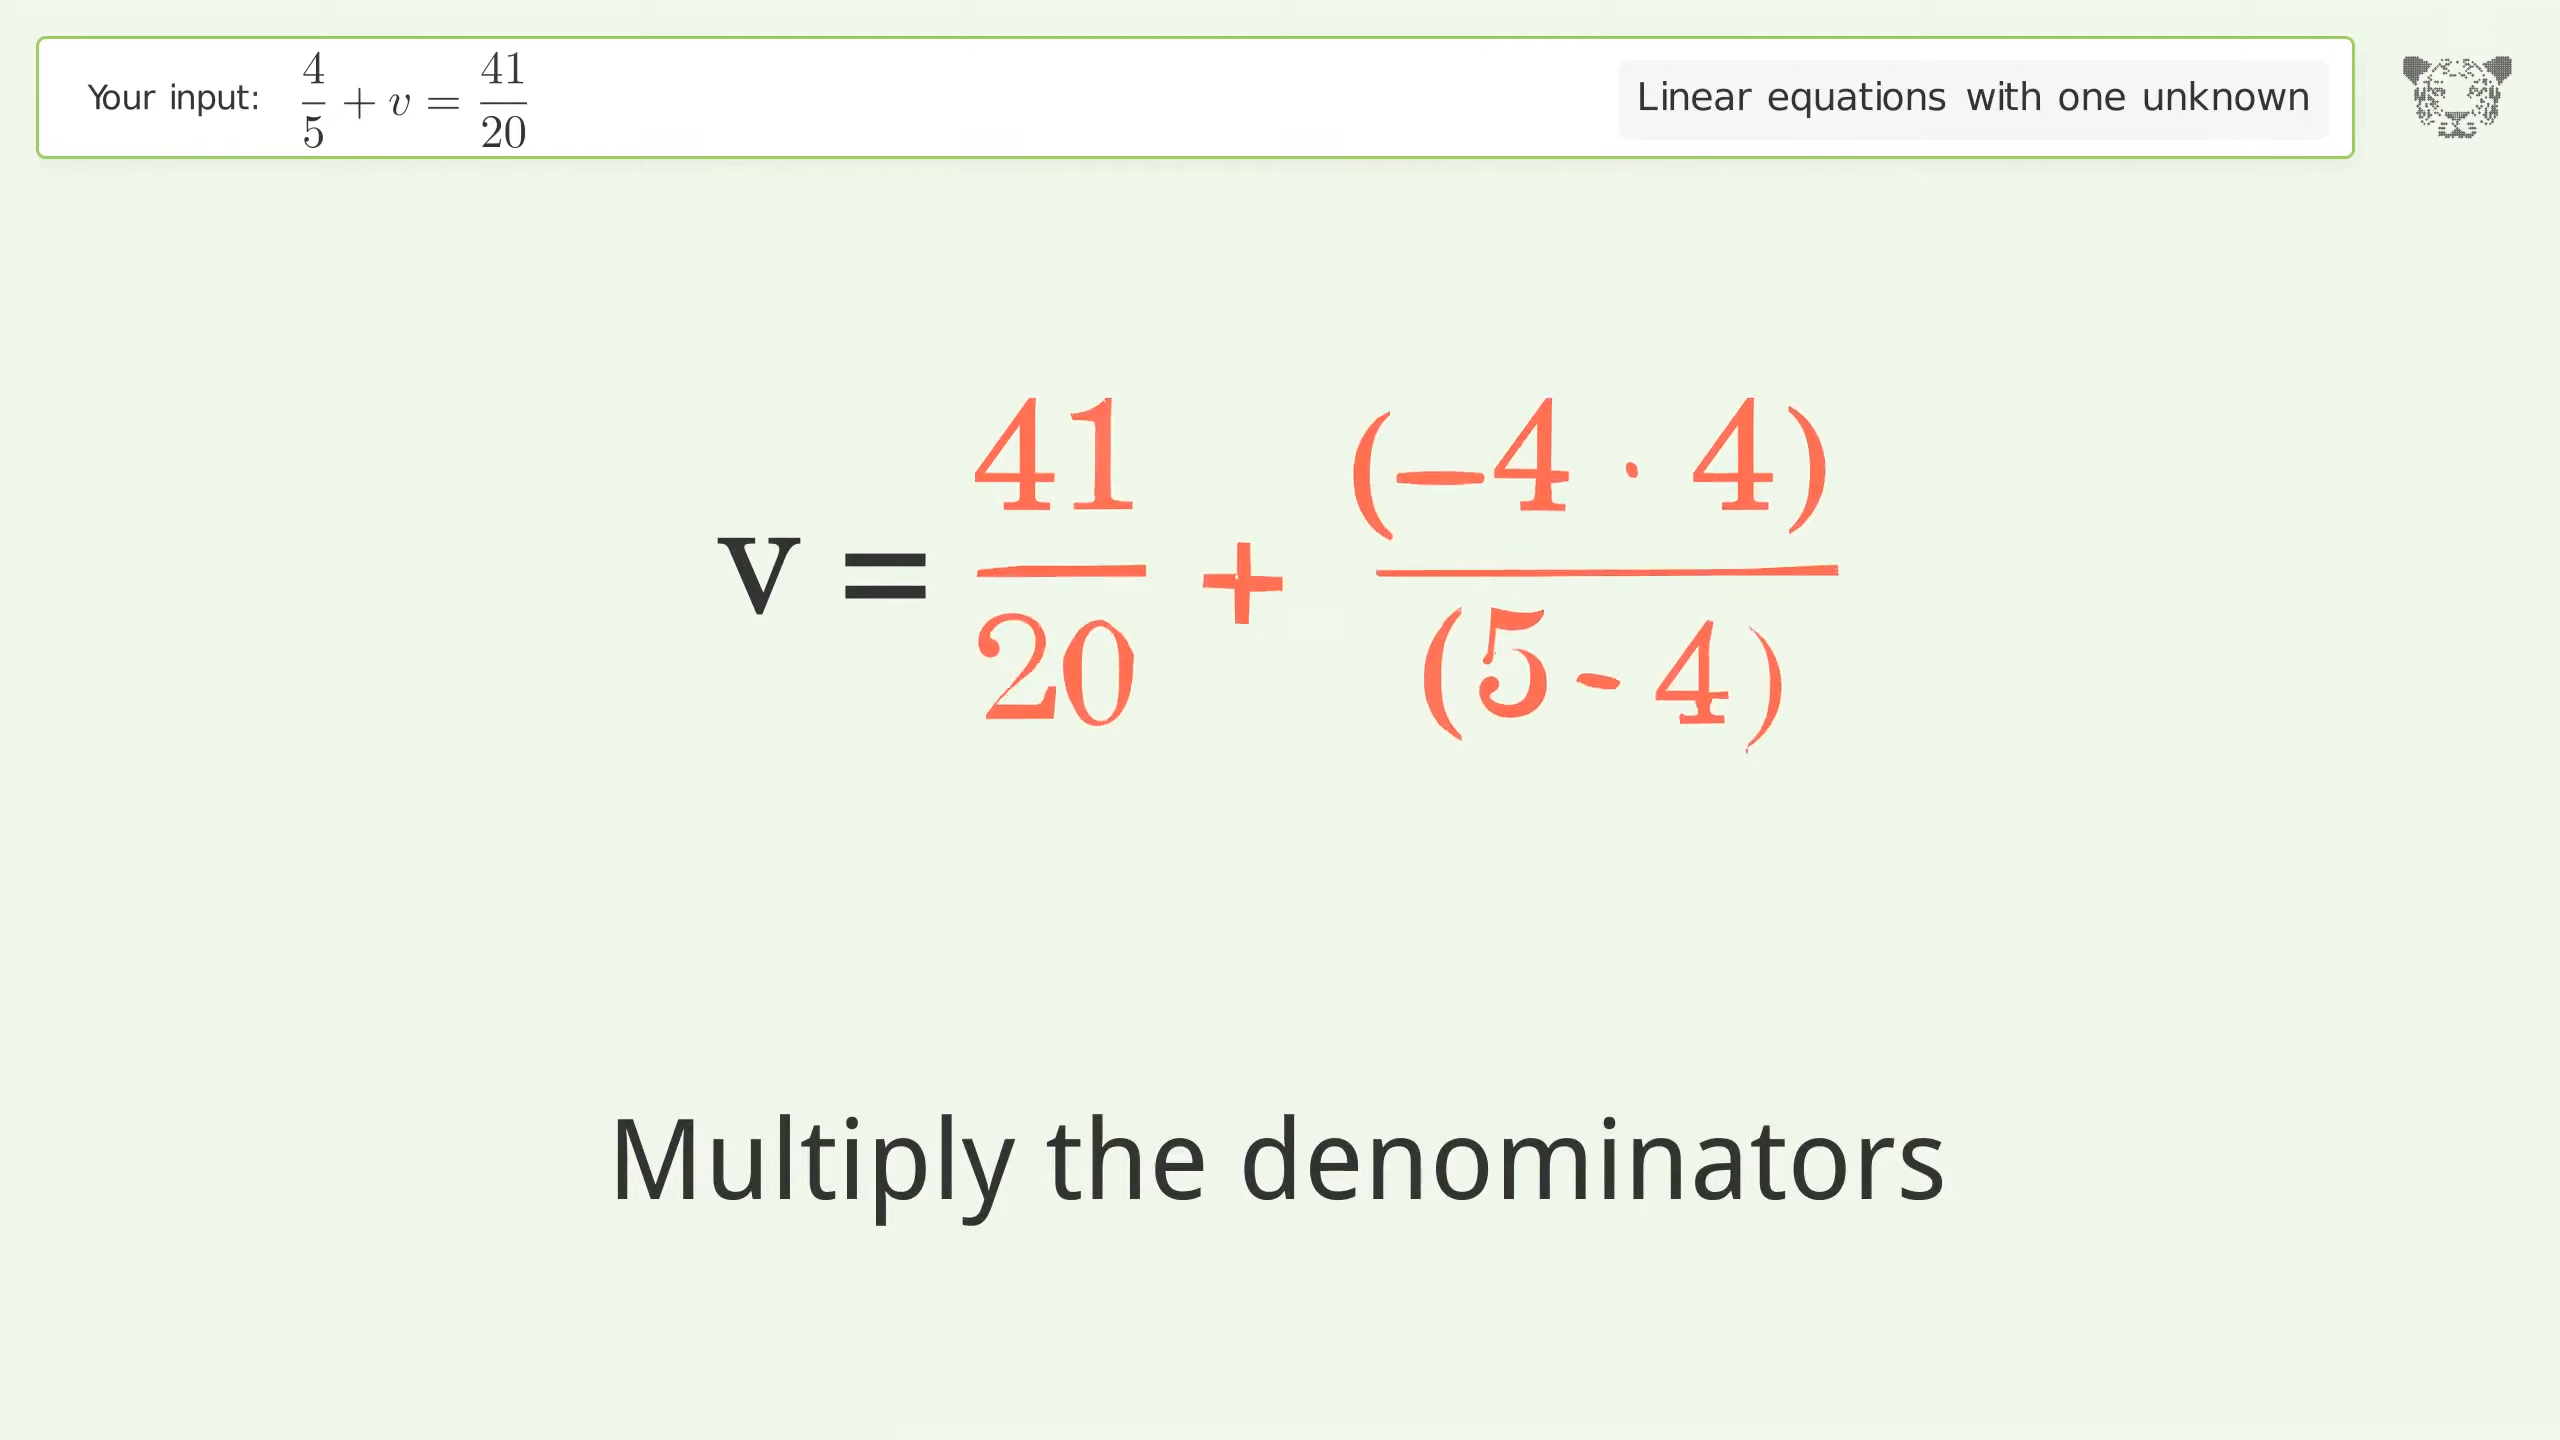 Your input: 4/5 + v = 41/20
Linear equations with one unknown
v = 41/20 + (−4 · 4)/(5 - 4)
Multiply the denominators